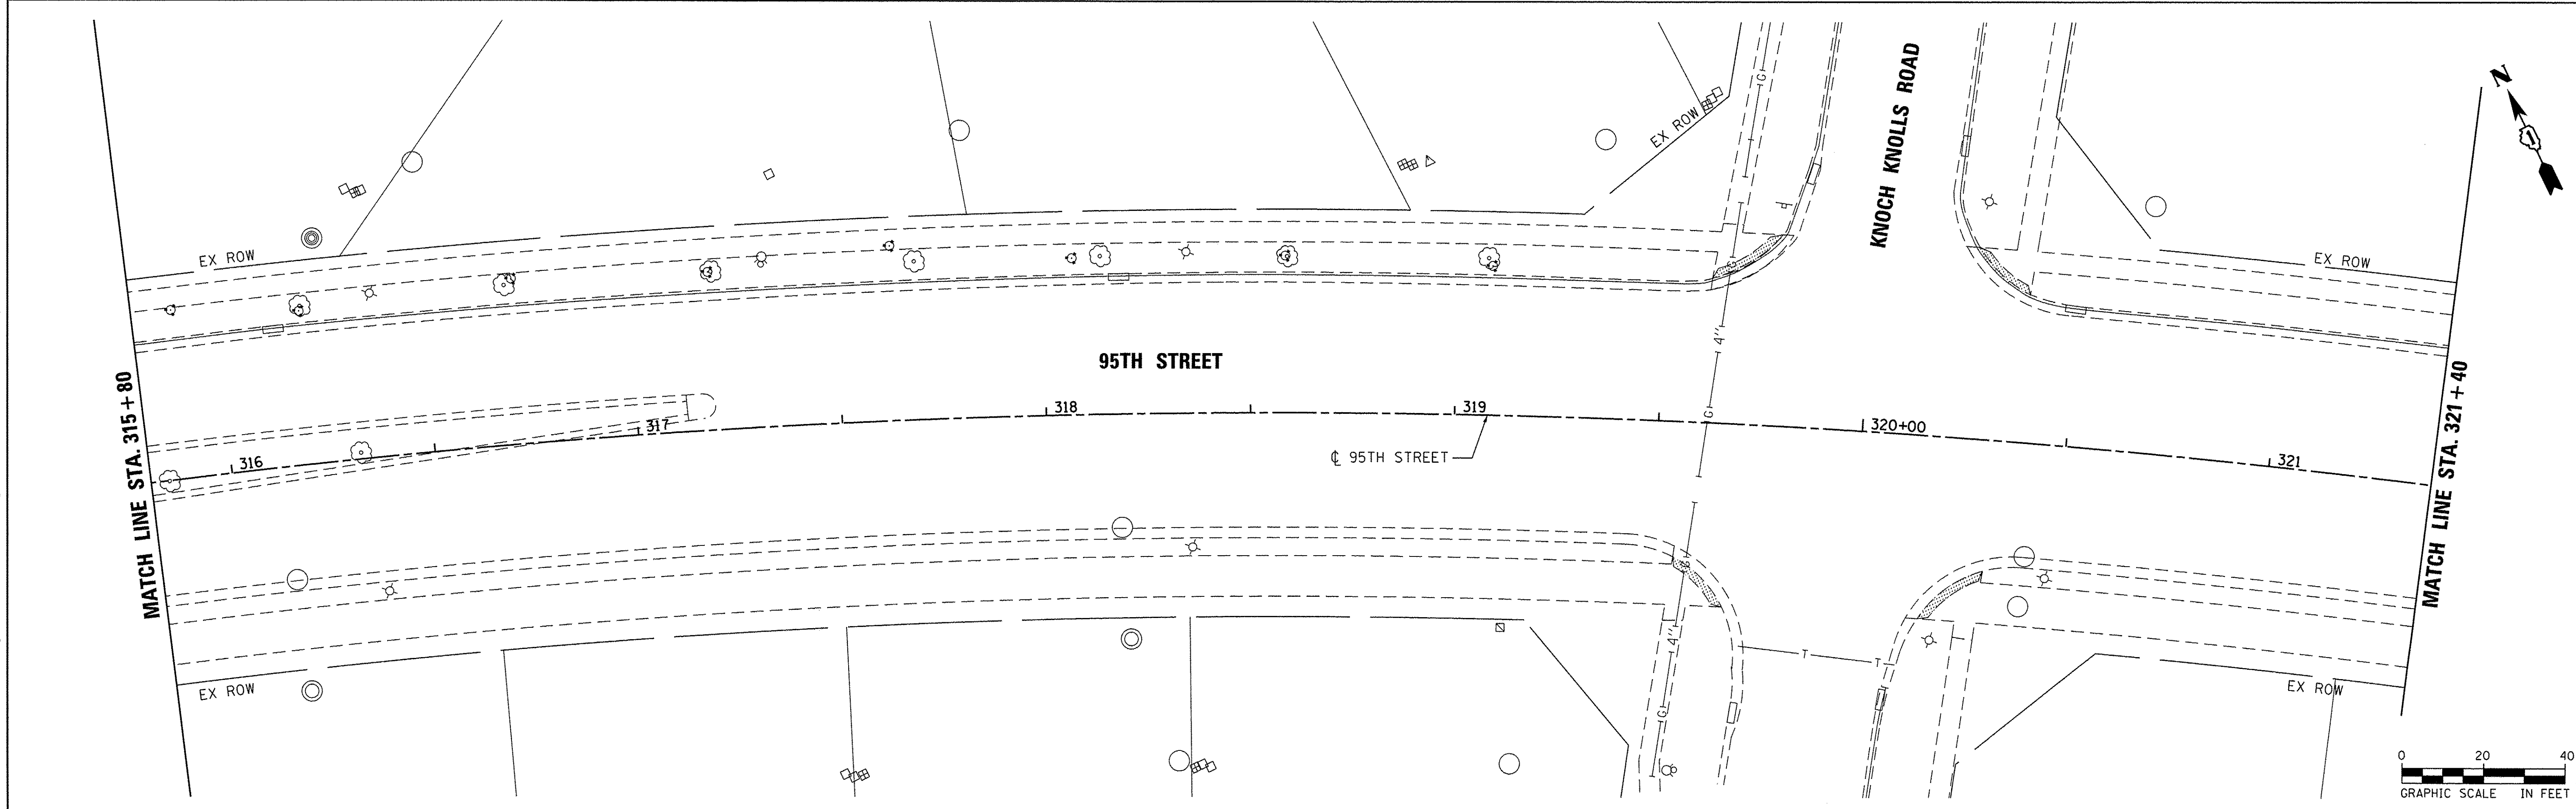 KNOCH KNOLLS ROAD
N
G
EX ROW
EX ROW
EX ROW
G
4"
95TH STREET
MATCH LINE STA. 315+80
MATCH LINE STA. 321+40
316
317
318
319
320+00
321
G
℄ 95TH STREET
G
4"
T
T
EX ROW
EX ROW
G
0 20 40
GRAPHIC SCALE IN FEET